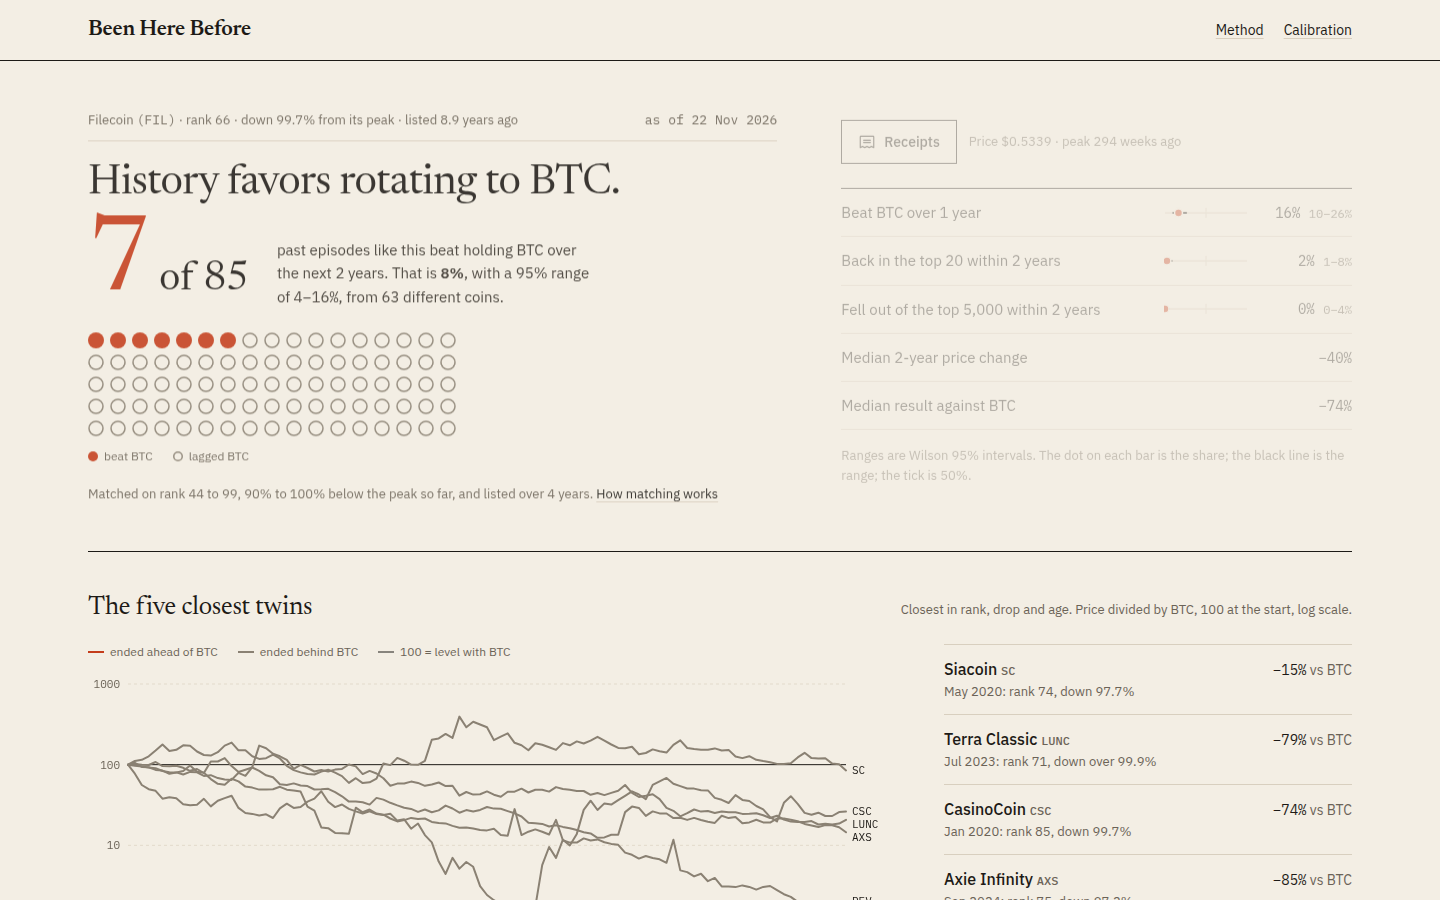 Been Here Before
Method
Calibration
Filecoin (FIL) · rank 66 · down 99.7% from its peak · listed 8.9 years ago
as of 22 Nov 2026
History favors rotating to BTC.
7 of 85
past episodes like this beat holding BTC over
the next 2 years. That is 8%, with a 95% range
of 4–16%, from 63 different coins.
beat BTC
lagged BTC
Matched on rank 44 to 99, 90% to 100% below the peak so far, and listed over 4 years. How matching works
Receipts
Price $0.5339 · peak 294 weeks ago
Beat BTC over 1 year 16% 10–26%
Back in the top 20 within 2 years 2% 1–8%
Fell out of the top 5,000 within 2 years 0% 0–4%
Median 2-year price change −40%
Median result against BTC −74%
Ranges are Wilson 95% intervals. The dot on each bar is the share; the black line is the
range; the tick is 50%.
The five closest twins
Closest in rank, drop and age. Price divided by BTC, 100 at the start, log scale.
ended ahead of BTC
ended behind BTC
100 = level with BTC
1000
100
10
SC
CSC
LUNC
AXS
Siacoin SC −15% vs BTC
May 2020: rank 74, down 97.7%
Terra Classic LUNC −79% vs BTC
Jul 2023: rank 71, down over 99.9%
CasinoCoin CSC −74% vs BTC
Jan 2020: rank 85, down 99.7%
Axie Infinity AXS −85% vs BTC